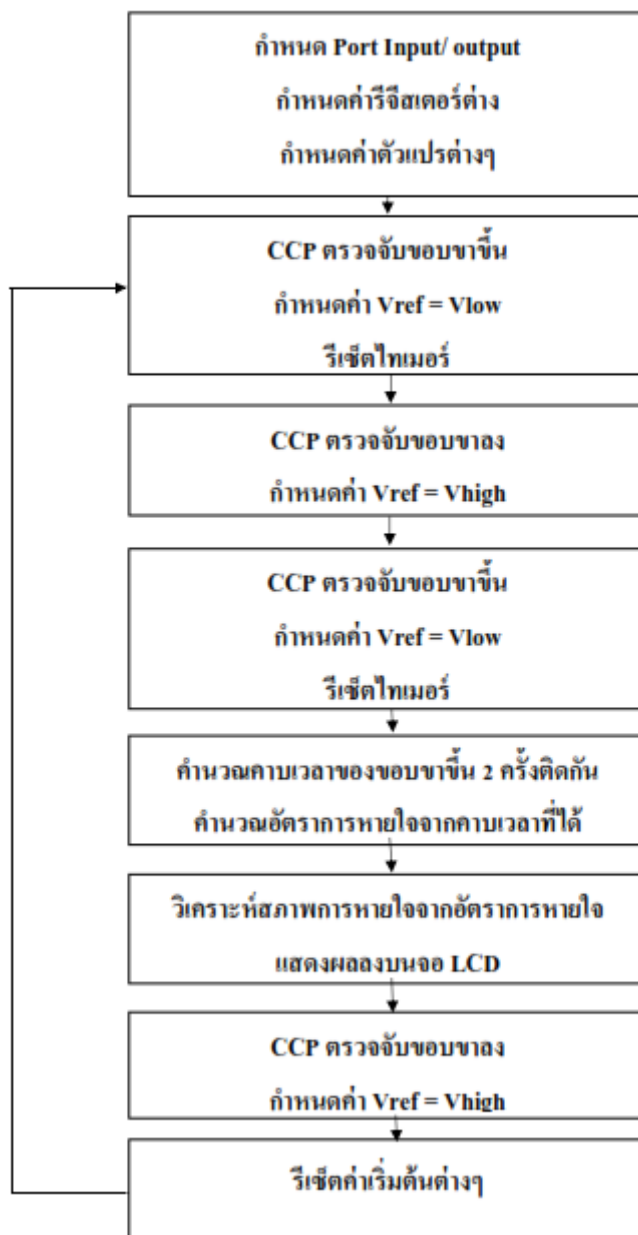 กำหนด Port Input/ output
กำหนดค่ารีจีสเตอร์ต่าง
กำหนดค่าตัวแปรต่างๆ
CCP ตรวจจับขอบขาขึ้น
กำหนดค่า Vref = Vlow
รีเซ็ตไทเมอร์
CCP ตรวจจับขอบขาลง
กำหนดค่า Vref = Vhigh
CCP ตรวจจับขอบขาขึ้น
กำหนดค่า Vref = Vlow
รีเซ็ตไทเมอร์
คำนวณคาบเวลาของขอบขาขึ้น 2 ครั้งติดกัน
คำนวณอัตราการหายใจจากคาบเวลาที่ได้
วิเคราะห์สภาพการหายใจจากอัตราการหายใจ
แสดงผลลงบนจอ LCD
CCP ตรวจจับขอบขาลง
กำหนดค่า Vref = Vhigh
รีเซ็ตค่าเริ่มต้นต่างๆ